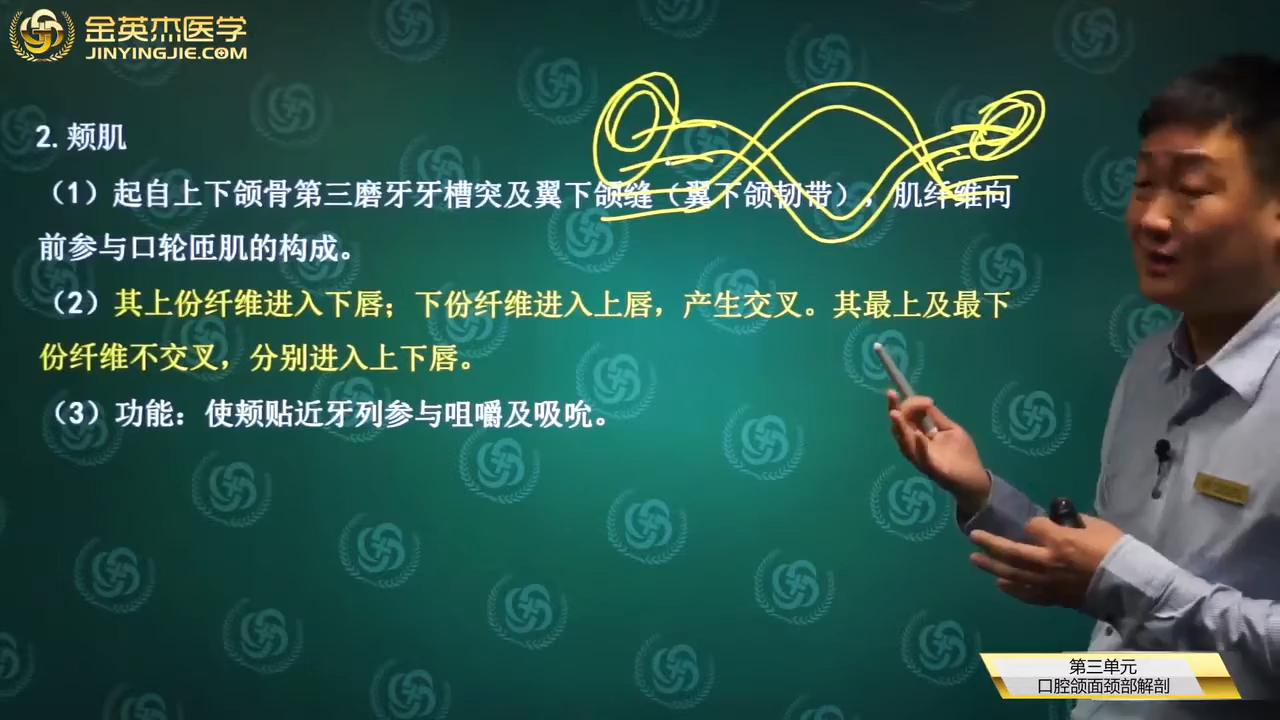 金英杰医学
JINYINGJIE.COM
2. 颊肌
（1）起自上下颌骨第三磨牙牙槽突及翼下颌缝（翼下颌韧带），肌纤维向
前参与口轮匝肌的构成。
（2）其上份纤维进入下唇；下份纤维进入上唇，产生交叉。其最上及最下
份纤维不交叉，分别进入上下唇。
（3）功能：使颊贴近牙列参与咀嚼及吸吮。
第三单元
口腔颌面颈部解剖